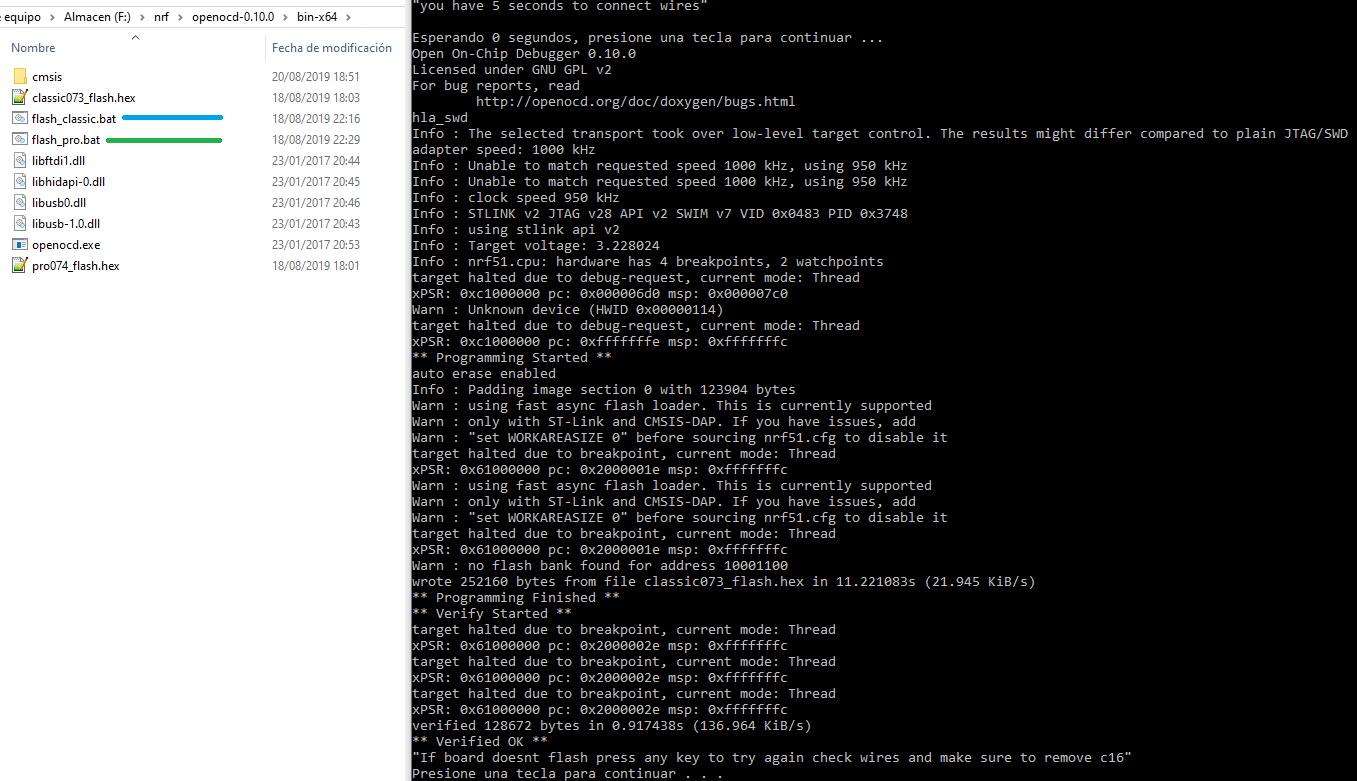 equipo > Almacen (F:) > nrf > openocd-0.10.0 > bin-x64 >
Nombre Fecha de modificación
cmsis 20/08/2019 18:51
classic073_flash.hex 18/08/2019 18:03
flash_classic.bat 18/08/2019 22:16
flash_pro.bat 18/08/2019 22:29
libftdi1.dll 23/01/2017 20:44
libhidapi-0.dll 23/01/2017 20:45
libusb0.dll 23/01/2017 20:46
libusb-1.0.dll 23/01/2017 20:43
openocd.exe 23/01/2017 20:53
pro074_flash.hex 18/08/2019 18:01
"you have 5 seconds to connect wires"
Esperando 0 segundos, presione una tecla para continuar ...
Open On-Chip Debugger 0.10.0
Licensed under GNU GPL v2
For bug reports, read
http://openocd.org/doc/doxygen/bugs.html
hla_swd
Info : The selected transport took over low-level target control. The results might differ compared to plain JTAG/SWD
adapter speed: 1000 kHz
Info : Unable to match requested speed 1000 kHz, using 950 kHz
Info : Unable to match requested speed 1000 kHz, using 950 kHz
Info : clock speed 950 kHz
Info : STLINK v2 JTAG v28 API v2 SWIM v7 VID 0x0483 PID 0x3748
Info : using stlink api v2
Info : Target voltage: 3.228024
Info : nrf51.cpu: hardware has 4 breakpoints, 2 watchpoints
target halted due to debug-request, current mode: Thread
xPSR: 0xc1000000 pc: 0x000006d0 msp: 0x000007c0
Warn : Unknown device (HWID 0x00000114)
target halted due to debug-request, current mode: Thread
xPSR: 0xc1000000 pc: 0xfffffffe msp: 0xfffffffc
** Programming Started **
auto erase enabled
Info : Padding image section 0 with 123904 bytes
Warn : using fast async flash loader. This is currently supported
Warn : only with ST-Link and CMSIS-DAP. If you have issues, add
Warn : "set WORKAREASIZE 0" before sourcing nrf51.cfg to disable it
target halted due to breakpoint, current mode: Thread
xPSR: 0x61000000 pc: 0x2000001e msp: 0xfffffffc
Warn : using fast async flash loader. This is currently supported
Warn : only with ST-Link and CMSIS-DAP. If you have issues, add
Warn : "set WORKAREASIZE 0" before sourcing nrf51.cfg to disable it
target halted due to breakpoint, current mode: Thread
xPSR: 0x61000000 pc: 0x2000001e msp: 0xfffffffc
Warn : no flash bank found for address 10001100
wrote 252160 bytes from file classic073_flash.hex in 11.221083s (21.945 KiB/s)
** Programming Finished **
** Verify Started **
target halted due to breakpoint, current mode: Thread
xPSR: 0x61000000 pc: 0x2000002e msp: 0xfffffffc
target halted due to breakpoint, current mode: Thread
xPSR: 0x61000000 pc: 0x2000002e msp: 0xfffffffc
target halted due to breakpoint, current mode: Thread
xPSR: 0x61000000 pc: 0x2000002e msp: 0xfffffffc
verified 128672 bytes in 0.917438s (136.964 KiB/s)
** Verified OK **
"If board doesnt flash press any key to try again check wires and make sure to remove c16"
Presione una tecla para continuar . . .